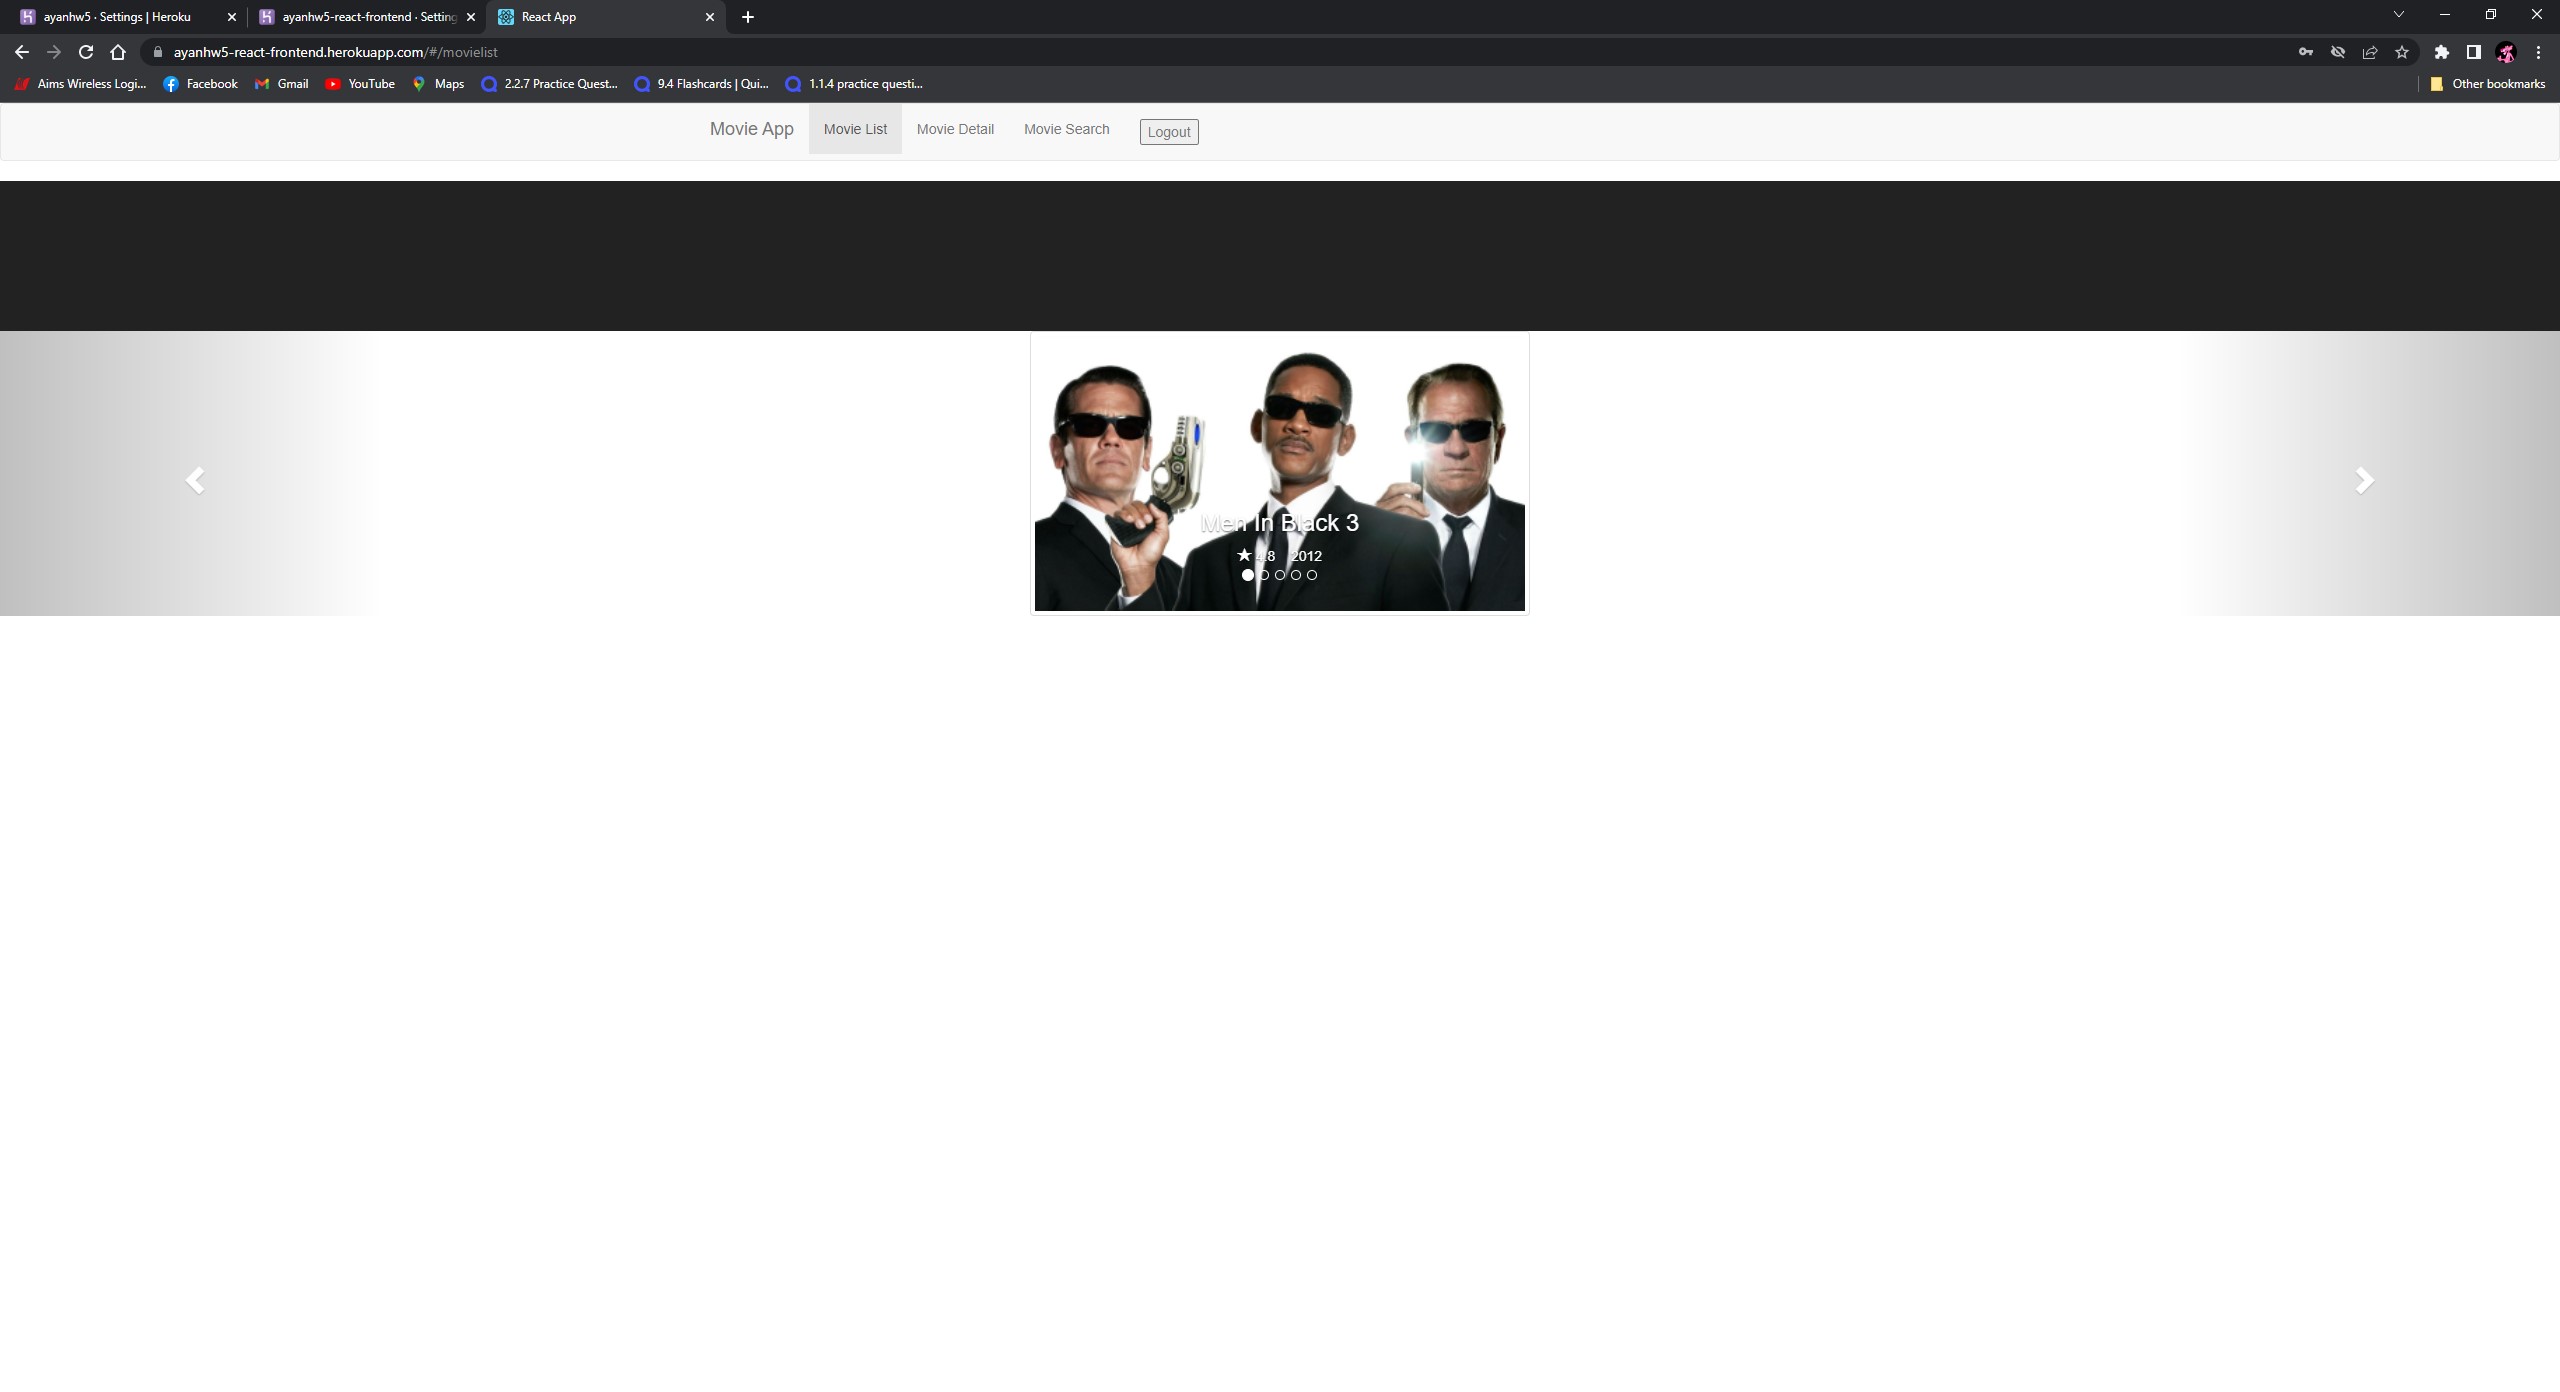 ayanhw5 · Settings | Heroku
ayanhw5-react-frontend · Setting
React App
ayanhw5-react-frontend.herokuapp.com/#/movielist
Aims Wireless Logi...
Facebook
Gmail
YouTube
Maps
2.2.7 Practice Quest...
9.4 Flashcards | Qui...
1.1.4 practice questi...
Other bookmarks
Movie App
Movie List
Movie Detail
Movie Search
Logout
Men In Black 3
2012